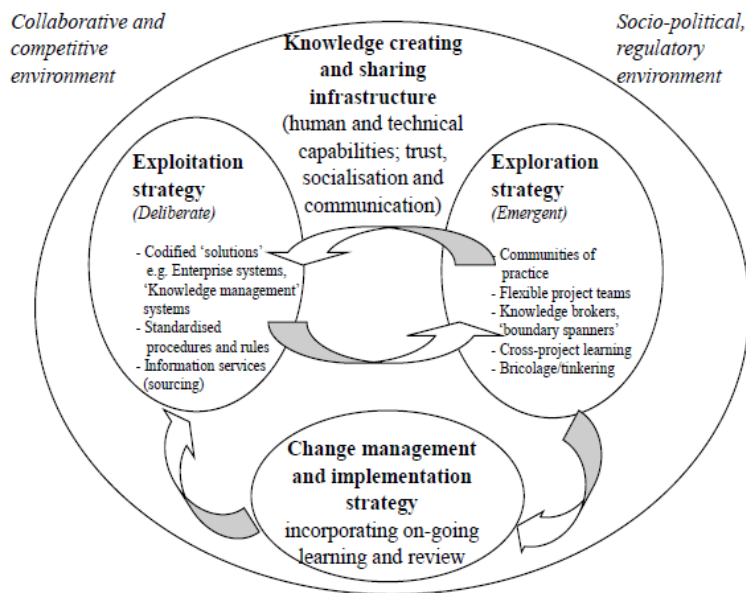 Collaborative and
competitive
environment
Socio-political,
regulatory
environment
Knowledge creating
and sharing
infrastructure
(human and technical
capabilities; trust,
socialisation and
communication)
Exploitation
strategy
(Deliberate)
- Codified ‘solutions’
e.g. Enterprise systems,
‘Knowledge management’
systems
- Standardised
procedures and rules
- Information services
(sourcing)
Exploration
strategy
(Emergent)
- Communities of
practice
- Flexible project teams
- Knowledge brokers,
‘boundary spanners’
- Cross-project learning
- Bricolage/tinkering
Change management
and implementation
strategy
incorporating on-going
learning and review